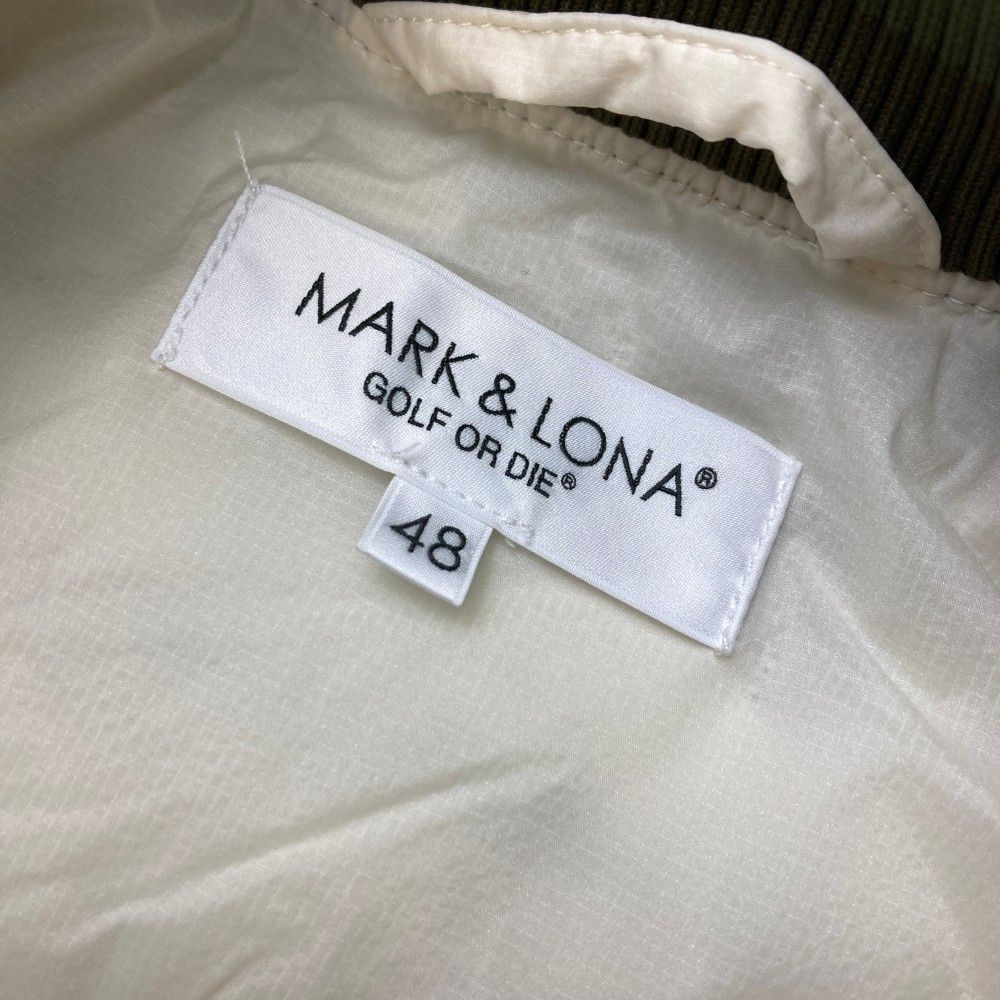 MARK & LONA®
GOLF OR DIE®
48